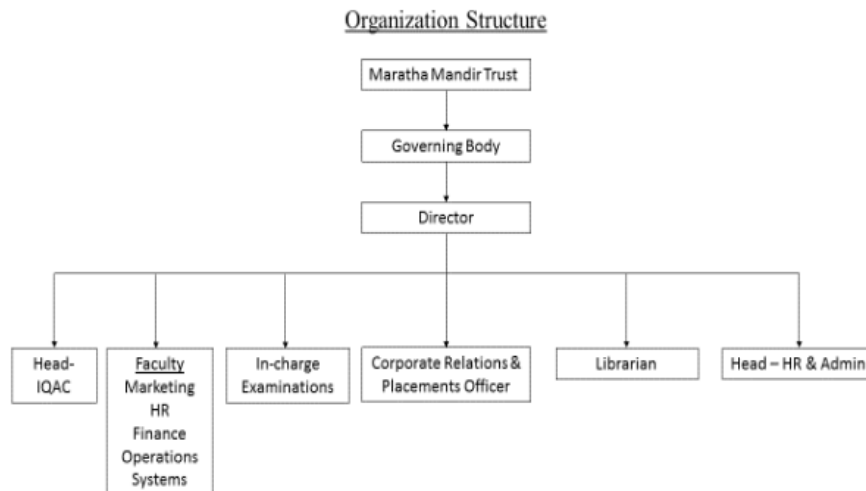 Organization Structure
Maratha Mandir Trust
Governing Body
Director
Head-
IQAC
Faculty
Marketing
HR
Finance
Operations
Systems
In-charge
Examinations
Corporate Relations &
Placements Officer
Librarian
Head – HR & Admin